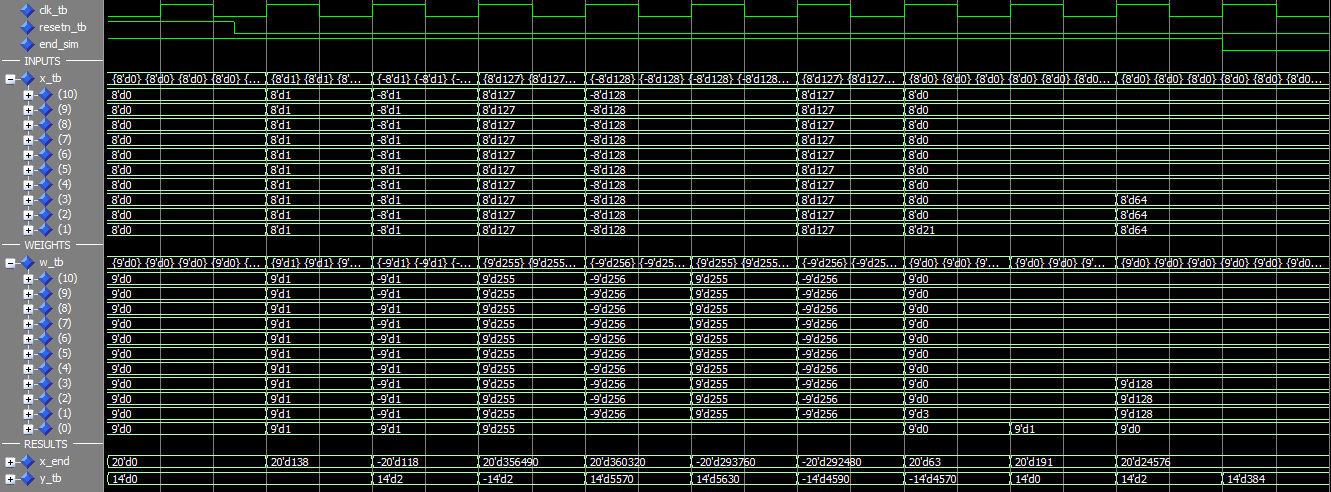 clk_tb
resetn_tb
end_sim
INPUTS
x_tb {8'd0} {8'd0} {8'd0} {... {8'd1} {8'd1} {8'... {-8'd1} {-8'd1} {-... {8'd127} {8'd127... {-8'd128} {-8'd128} {-8'd128} {-8'd128... {8'd127} {8'd127... {8'd0} {8'd0} {8'd0} {8'd0} {8'd0... {8'd0} {8'd0} {8'd0} {8'd0} {8'd0...
(10) 8'd0 8'd1 -8'd1 8'd127 -8'd128 8'd127 8'd0
(9) 8'd0 8'd1 -8'd1 8'd127 -8'd128 8'd127 8'd0
(8) 8'd0 8'd1 -8'd1 8'd127 -8'd128 8'd127 8'd0
(7) 8'd0 8'd1 -8'd1 8'd127 -8'd128 8'd127 8'd0
(6) 8'd0 8'd1 -8'd1 8'd127 -8'd128 8'd127 8'd0
(5) 8'd0 8'd1 -8'd1 8'd127 -8'd128 8'd127 8'd0
(4) 8'd0 8'd1 -8'd1 8'd127 -8'd128 8'd127 8'd0
(3) 8'd0 8'd1 -8'd1 8'd127 -8'd128 8'd127 8'd0 8'd64
(2) 8'd0 8'd1 -8'd1 8'd127 -8'd128 8'd127 8'd0 8'd64
(1) 8'd0 8'd1 -8'd1 8'd127 -8'd128 8'd127 8'd21 8'd64
WEIGHTS
w_tb {9'd0} {9'd0} {9'd0} {... {9'd1} {9'd1} {9'... {-9'd1} {-9'd1} {-... {9'd255} {9'd255... {-9'd256} {-9'd25... {9'd255} {9'd255... {-9'd256} {-9'd25... {9'd0} {9'd0} {9'... {9'd0} {9'd0} {9'... {9'd0} {9'd0} {9'd0} {9'd0} {9'd0...
(10) 9'd0 9'd1 -9'd1 9'd255 -9'd256 9'd255 -9'd256 9'd0
(9) 9'd0 9'd1 -9'd1 9'd255 -9'd256 9'd255 -9'd256 9'd0
(8) 9'd0 9'd1 -9'd1 9'd255 -9'd256 9'd255 -9'd256 9'd0
(7) 9'd0 9'd1 -9'd1 9'd255 -9'd256 9'd255 -9'd256 9'd0
(6) 9'd0 9'd1 -9'd1 9'd255 -9'd256 9'd255 -9'd256 9'd0
(5) 9'd0 9'd1 -9'd1 9'd255 -9'd256 9'd255 -9'd256 9'd0
(4) 9'd0 9'd1 -9'd1 9'd255 -9'd256 9'd255 -9'd256 9'd0
(3) 9'd0 9'd1 -9'd1 9'd255 -9'd256 9'd255 -9'd256 9'd0 9'd128
(2) 9'd0 9'd1 -9'd1 9'd255 -9'd256 9'd255 -9'd256 9'd0 9'd128
(1) 9'd0 9'd1 -9'd1 9'd255 -9'd256 9'd255 -9'd256 9'd3 9'd128
(0) 9'd0 9'd1 -9'd1 9'd255 9'd0 9'd1 9'd0
RESULTS
x_end 20'd0 20'd138 -20'd118 20'd356490 20'd360320 -20'd293760 -20'd292480 20'd63 20'd191 20'd24576
y_tb 14'd0 14'd2 -14'd2 14'd5570 14'd5630 -14'd4590 -14'd4570 14'd0 14'd2 14'd384